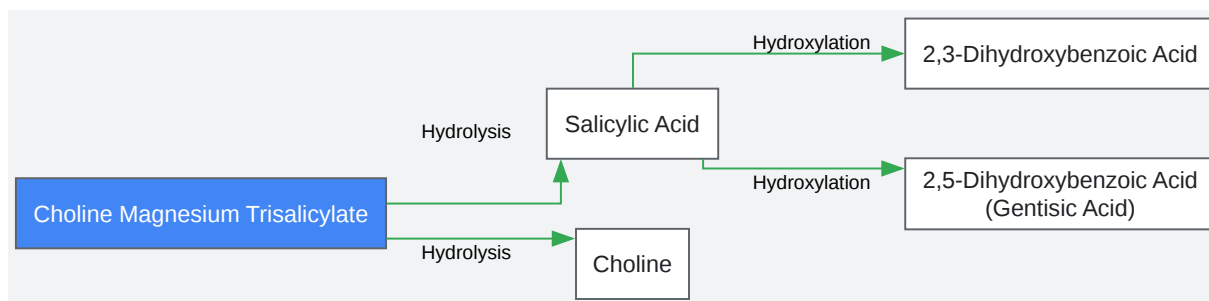 Hydroxylation
2,3-Dihydroxybenzoic Acid
Salicylic Acid
Hydrolysis
Hydroxylation
2,5-Dihydroxybenzoic Acid
(Gentisic Acid)
Choline Magnesium Trisalicylate
Hydrolysis
Choline